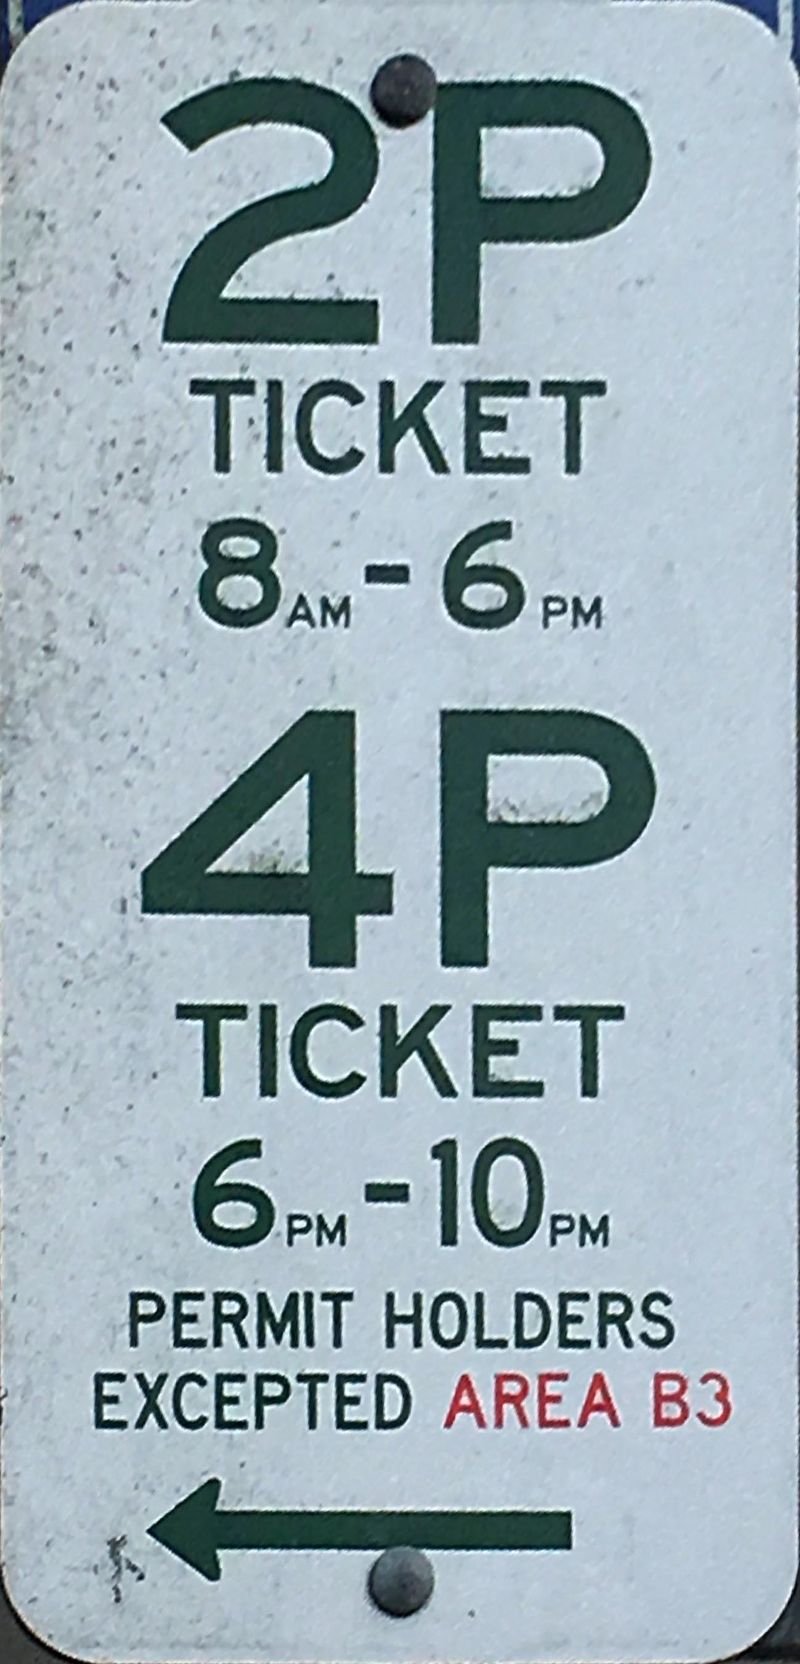 2P
TICKET
8AM-6PM
4P
TICKET
6PM-10PM
PERMIT HOLDERS
EXCEPTED AREA B3